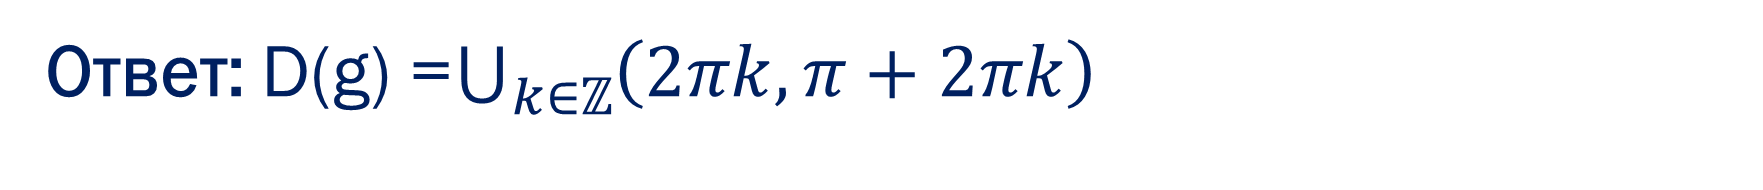 Ответ: D(g) =⋃ₖ∈ℤ(2𝜋𝑘, 𝜋 + 2𝜋𝑘)